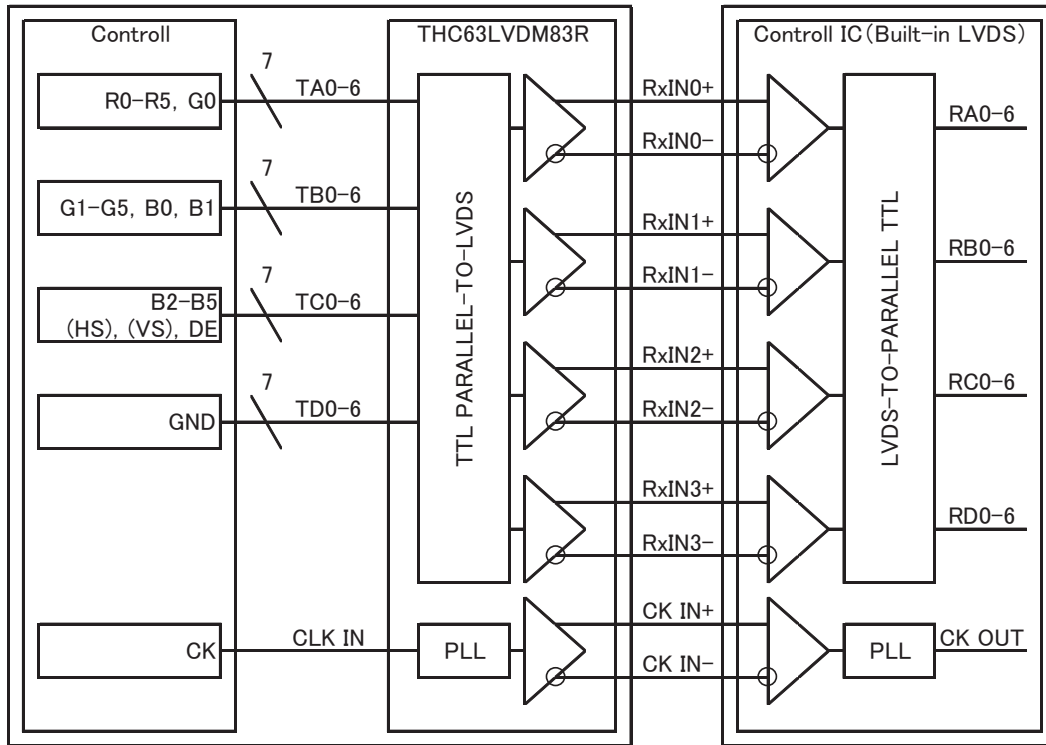 Controll
THC63LVDM83R
Controll IC(Built-in LVDS)
R0-R5, G0
7
TA0-6
RxIN0+
RxIN0-
RA0-6
G1-G5, B0, B1
7
TB0-6
RxIN1+
RxIN1-
RB0-6
B2-B5
(HS), (VS), DE
7
TC0-6
RxIN2+
RxIN2-
RC0-6
GND
7
TD0-6
RxIN3+
RxIN3-
RD0-6
TTL PARALLEL-TO-LVDS
LVDS-TO-PARALLEL TTL
CK
CLK IN
PLL
CK IN+
CK IN-
PLL
CK OUT